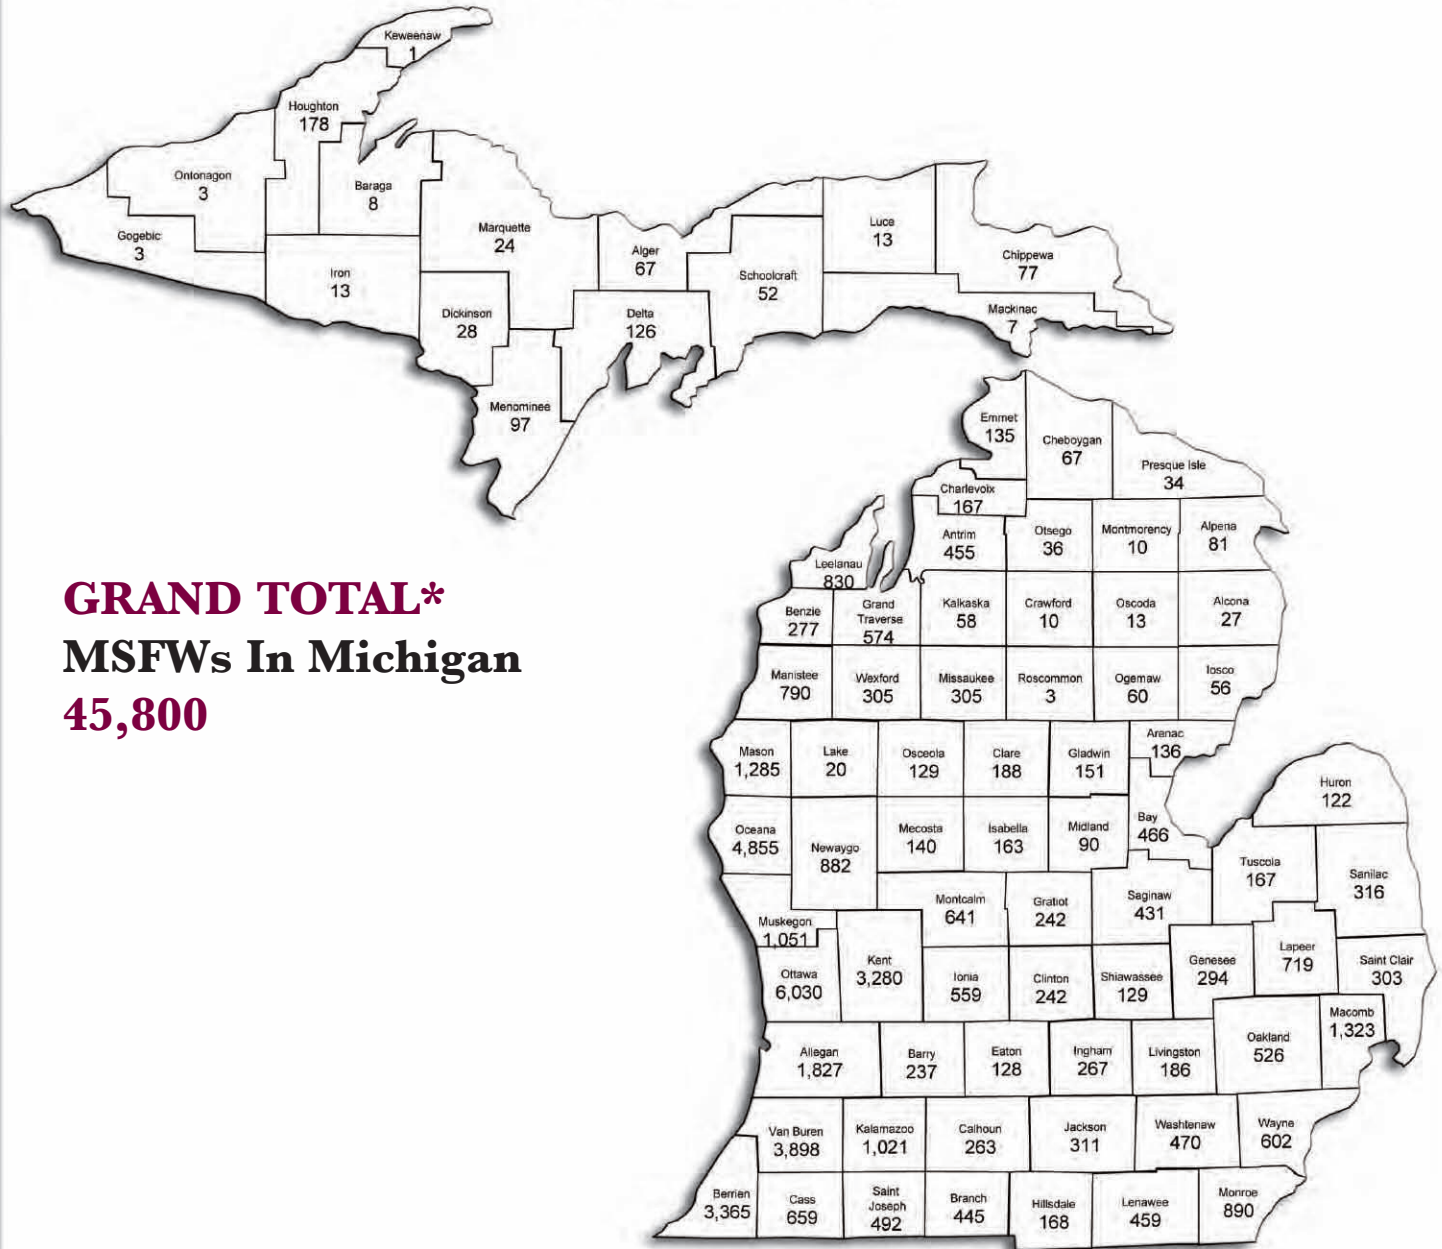 Keweenaw
1
Houghton
178
Ontonagon
3
Baraga
8
Gogebic
3
Marquette
24
Iron
13
Dickinson
28
Alger
67
Delta
126
Menominee
97
Schoolcraft
52
Luce
13
Chippewa
77
Mackinac
7
Emmet
135
Cheboygan
67
Presque Isle
34
Charlevoix
167
Antrim
455
Otsego
36
Montmorency
10
Alpena
81
Leelanau
830
GRAND TOTAL*
MSFWs In Michigan
45,800
Benzie
277
Grand
Traverse
574
Kalkaska
58
Crawford
10
Oscoda
13
Alcona
27
Manistee
790
Wexford
305
Missaukee
305
Roscommon
3
Ogemaw
60
Iosco
56
Mason
1,285
Lake
20
Osceola
129
Clare
188
Gladwin
151
Arenac
136
Huron
122
Oceana
4,855
Newaygo
882
Mecosta
140
Isabella
163
Midland
90
Bay
466
Tuscola
167
Sanilac
316
Muskegon
1,051
Montcalm
641
Gratiot
242
Saginaw
431
Ottawa
6,030
Kent
3,280
Ionia
559
Clinton
242
Shiawassee
129
Genesee
294
Lapeer
719
Saint Clair
303
Allegan
1,827
Barry
237
Eaton
128
Ingham
267
Livingston
186
Oakland
526
Macomb
1,323
Van Buren
3,898
Kalamazoo
1,021
Calhoun
263
Jackson
311
Washtenaw
470
Wayne
602
Berrien
3,365
Cass
659
Saint
Joseph
492
Branch
445
Hillsdale
168
Lenawee
459
Monroe
890